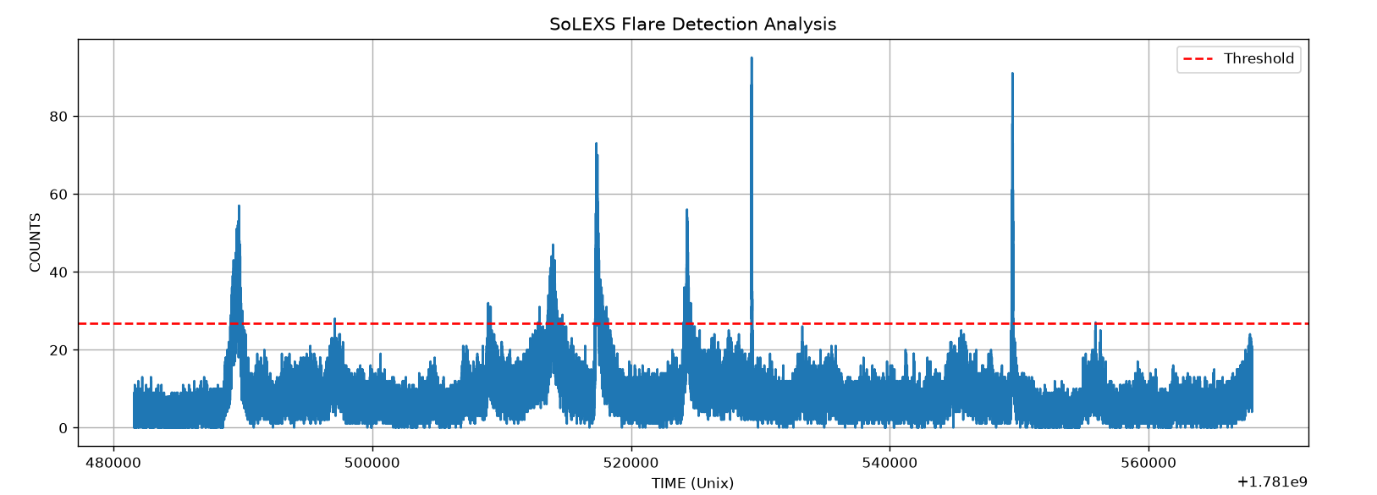 SoLEXS Flare Detection Analysis
Threshold
80
60
40
20
0
COUNTS
480000 500000 520000 540000 560000
+1.781e9
TIME (Unix)